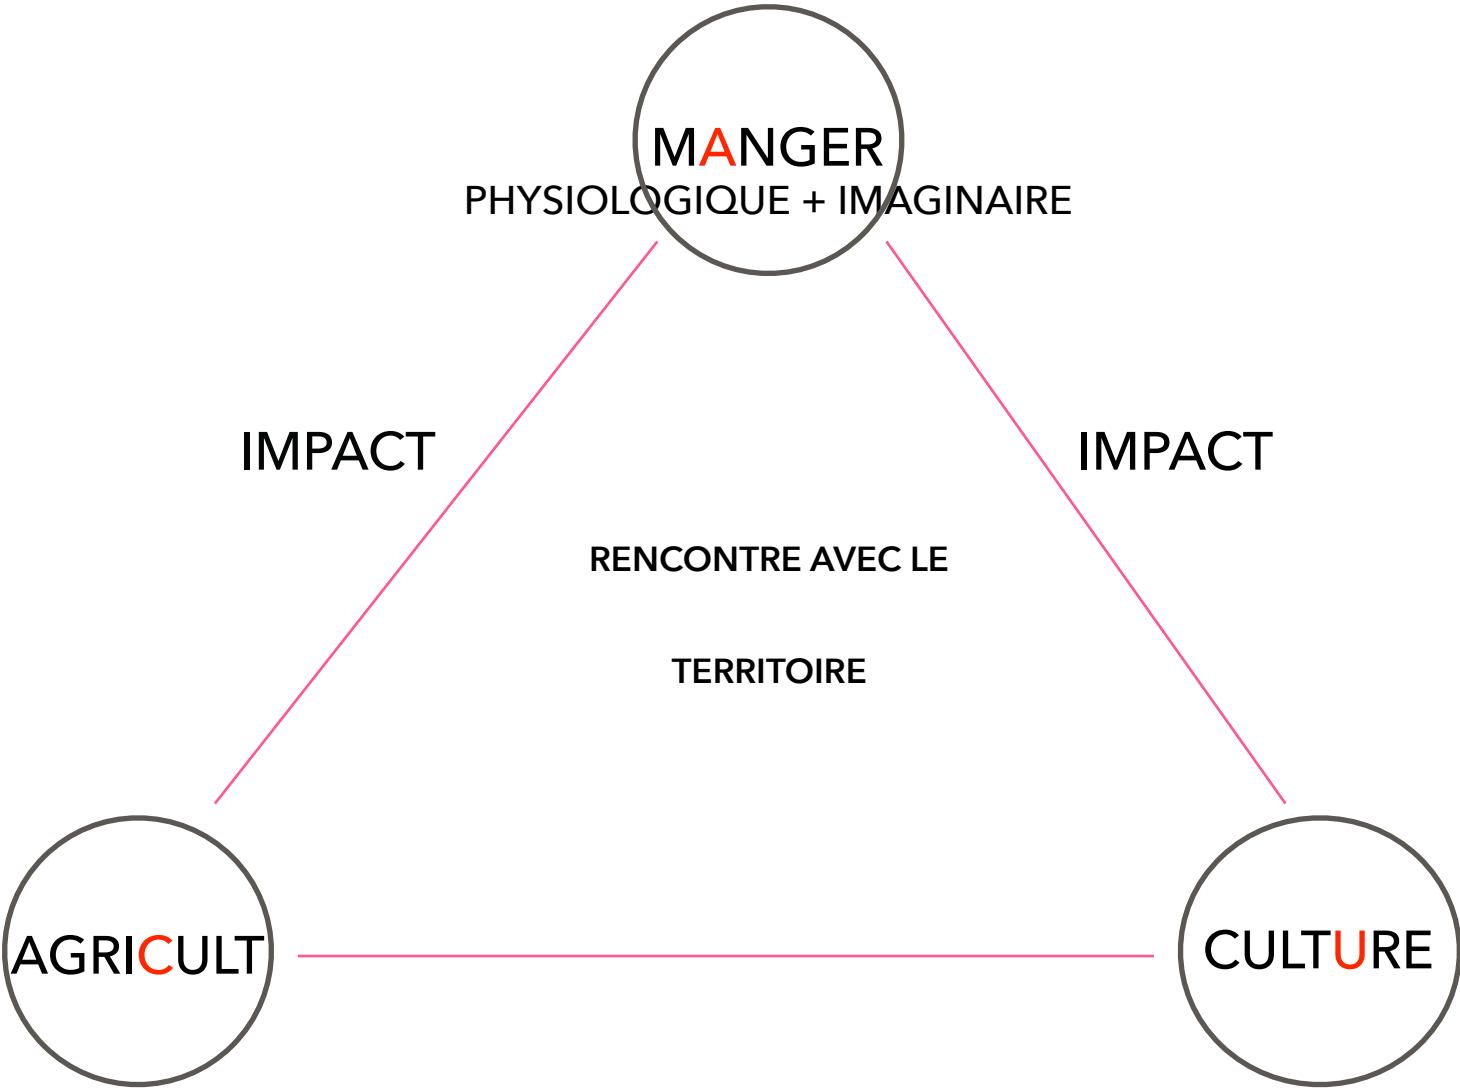 MANGER
PHYSIOLOGIQUE + IMAGINAIRE
IMPACT
IMPACT
RENCONTRE AVEC LE
TERRITOIRE
AGRICULT
CULTURE